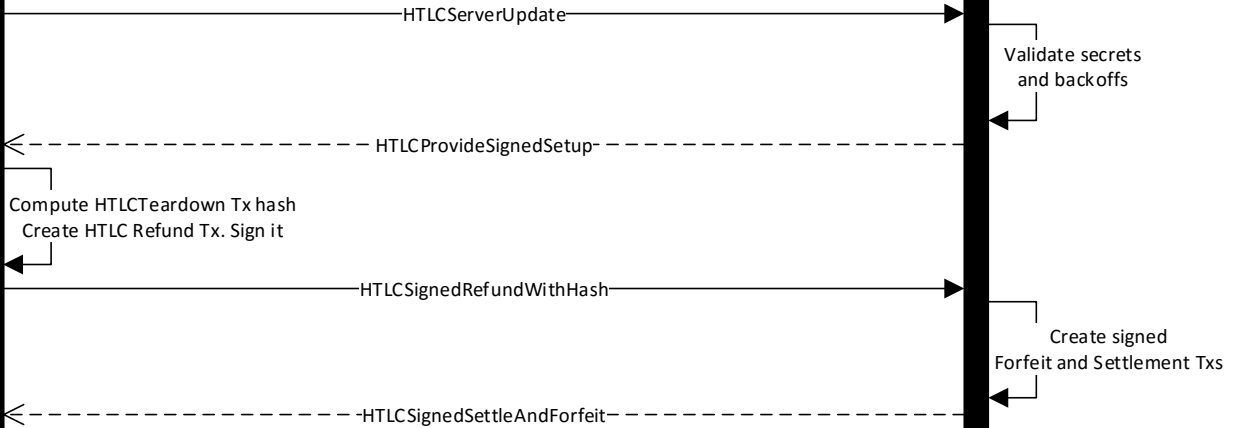 HTLCServerUpdate
Validate secrets
and backoffs
HTLCProvideSignedSetup
Compute HTLCTeardown Tx hash
Create HTLC Refund Tx. Sign it
HTLCSignedRefundWithHash
Create signed
Forfeit and Settlement Txs
HTLCSignedSettleAndForfeit